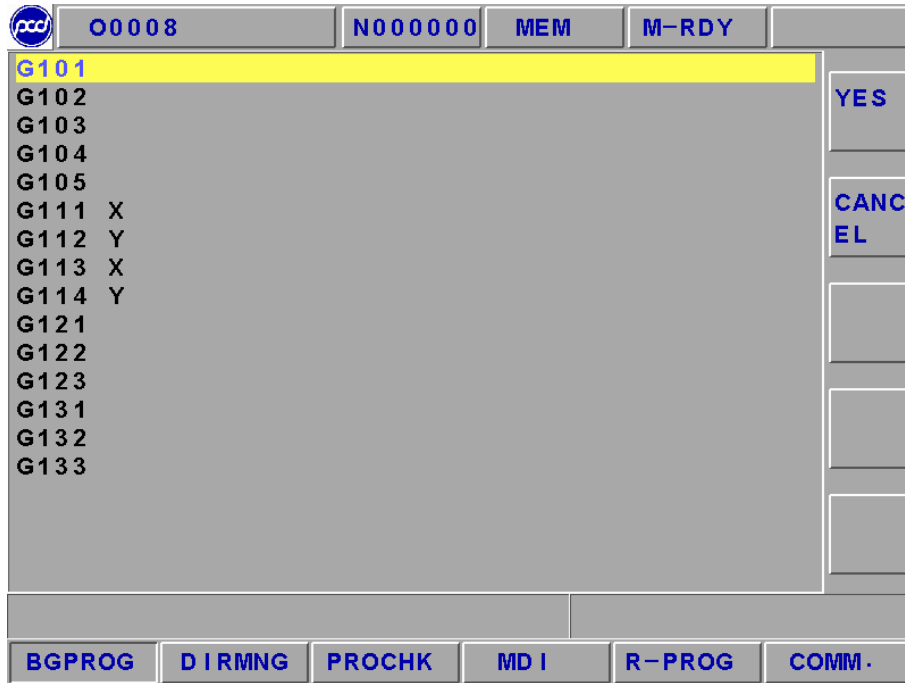 pcd O0008 N000000 MEM M-RDY
G101
G102
G103
G104
G105
G111 X
G112 Y
G113 X
G114 Y
G121
G122
G123
G131
G132
G133
YES
CANC
EL
BGPROG DIRMNG PROCHK MDI R-PROG COMM.